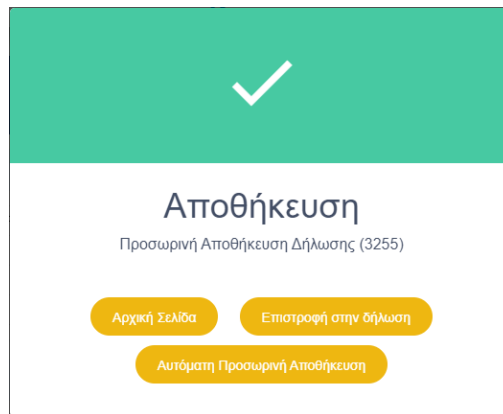 Αποθήκευση
Προσωρινή Αποθήκευση Δήλωσης (3255)
Αρχική Σελίδα
Επιστροφή στην δήλωση
Αυτόματη Προσωρινή Αποθήκευση